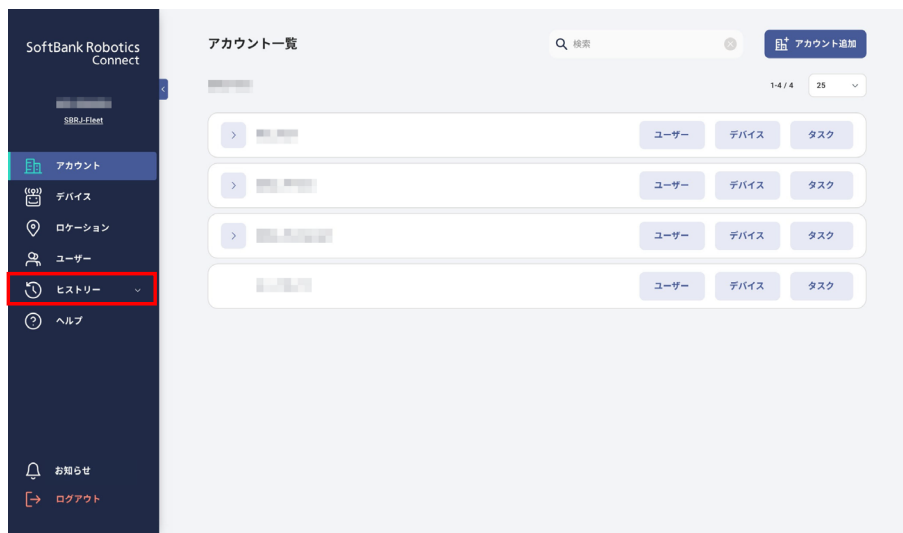 SoftBank Robotics
Connect
SBRJ-Fleet
アカウント
デバイス
ロケーション
ユーザー
ヒストリー
ヘルプ
お知らせ
ログアウト
アカウント一覧
検索
アカウント追加
1-4 / 4
25
ユーザー デバイス タスク
ユーザー デバイス タスク
ユーザー デバイス タスク
ユーザー デバイス タスク